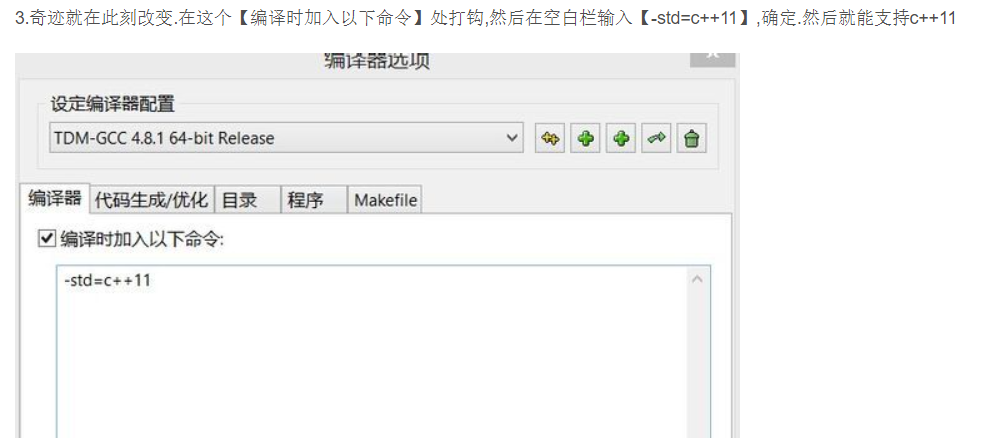 3.奇迹就在此刻改变.在这个【编译时加入以下命令】处打钩,然后在空白栏输入【-std=c++11】,确定.然后就能支持c++11
编译器选项
设定编译器配置
TDM-GCC 4.8.1 64-bit Release
编译器 代码生成/优化 目录 程序 Makefile
编译时加入以下命令:
-std=c++11